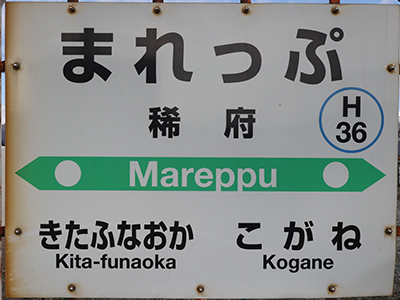 まれっぷ
稀府
H
36
Mareppu
きたふなおか こがね
Kita-funaoka Kogane